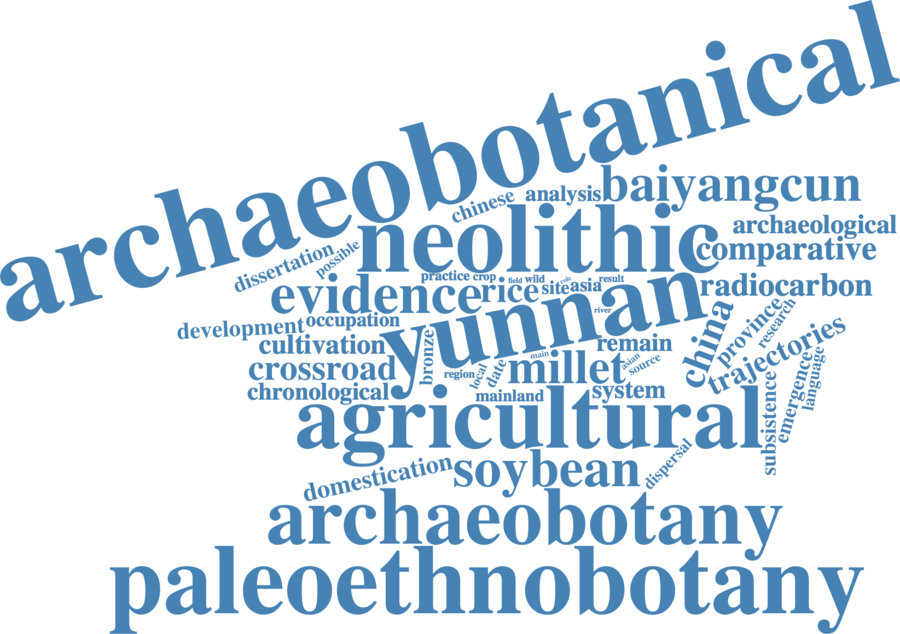 archaeobotanical
chinese
analysis
baiyangcun
archaeological
dissertation
possible
neolithic
comparative
practice
crop
field
wild
role
result
evidence
rice
site
asia
radiocarbon
river
development
occupation
yunnan
china
province
research
cultivation
bronze
remain
trajectories
crossroad
region
local
date
main
millet
asian
source
chronological
mainland
system
subsistence
emergence
language
agricultural
domestication
soybean
dispersal
archaeobotany
paleoethnobotany